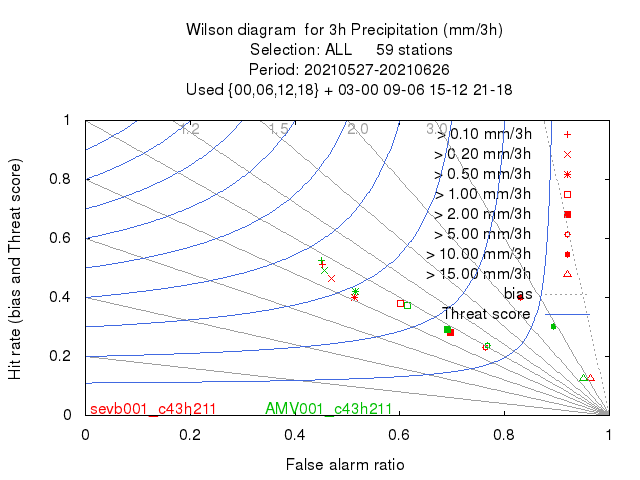 Wilson diagram  for 3h Precipitation (mm/3h)
Selection: ALL     59 stations
Period: 20210527-20210626
Used {00,06,12,18} + 03-00 09-06 15-12 21-18
1.2 1.5 2.0 3.0
> 0.10 mm/3h
> 0.20 mm/3h
> 0.50 mm/3h
> 1.00 mm/3h
> 2.00 mm/3h
> 5.00 mm/3h
> 10.00 mm/3h
> 15.00 mm/3h
bias
Threat score
1
0.8
0.6
0.4
0.2
0
Hit rate (bias and Threat score)
sevb001_c43h211 AMV001_c43h211
0 0.2 0.4 0.6 0.8 1
False alarm ratio